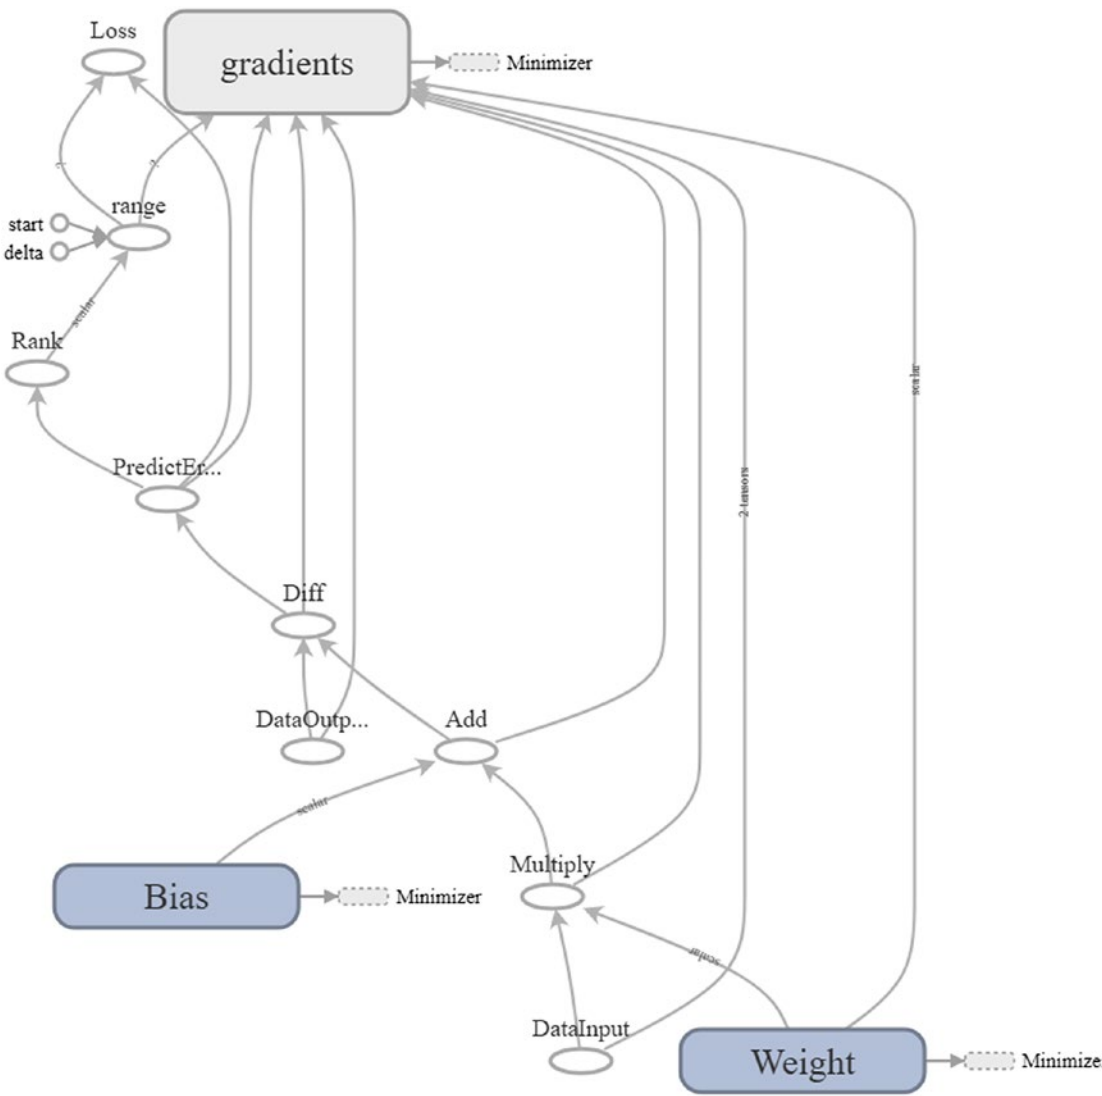 Loss
gradients
Minimizer
range
start
delta
scalar
Rank
scalar
PredictEr...
2 tensors
Diff
DataOutp...
Add
scalar
Multiply
Bias
Minimizer
scalar
DataInput
Weight
Minimize